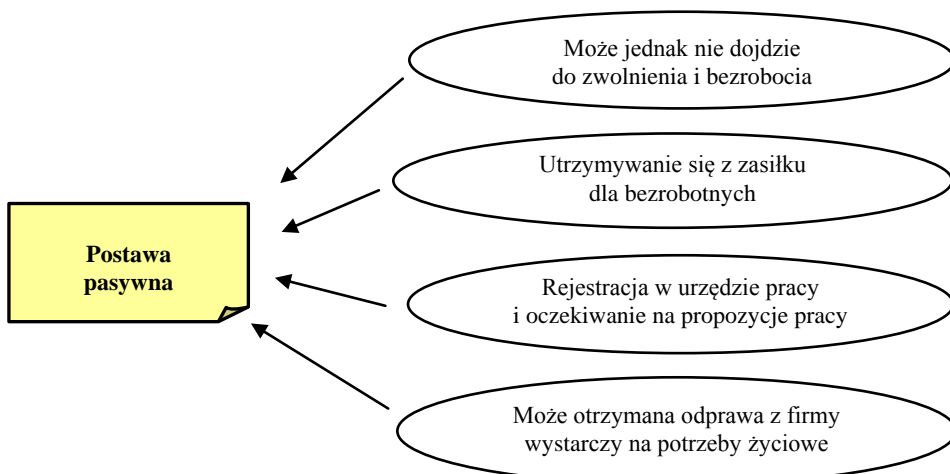 Może jednak nie dojdzie
do zwolnienia i bezrobocia
Utrzymywanie się z zasiłku
dla bezrobotnych
Postawa
pasywna
Rejestracja w urzędzie pracy
i oczekiwanie na propozycje pracy
Może otrzymana odprawa z firmy
wystarczy na potrzeby życiowe